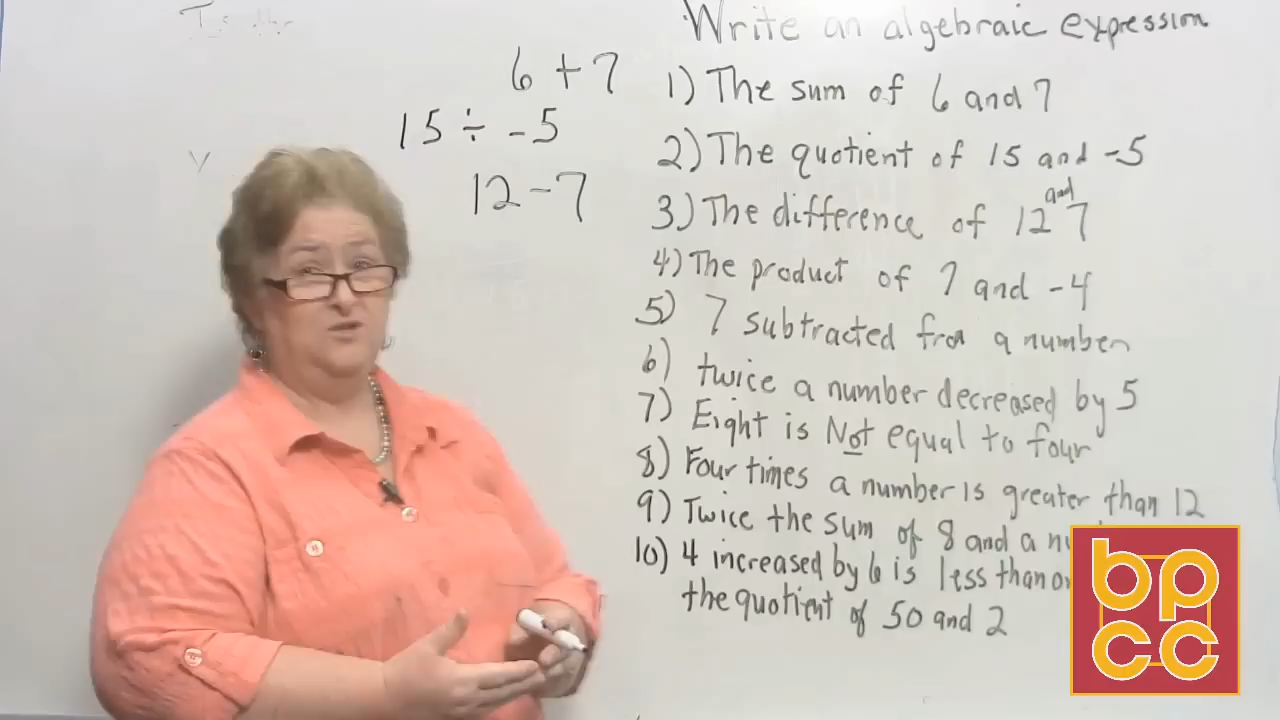 Write an algebraic expression
6 + 7
1) The sum of 6 and 7
15 ÷ -5
2) The quotient of 15 and -5
12 - 7
3) The difference of 12 and 7
4) The product of 7 and -4
5) 7 subtracted from a number
6) twice a number decreased by 5
7) Eight is Not equal to four
8) Four times a number is greater than 12
9) Twice the sum of 8 and a
10) 4 increased by 6 is less than or
the quotient of 50 and 2
bp
cc